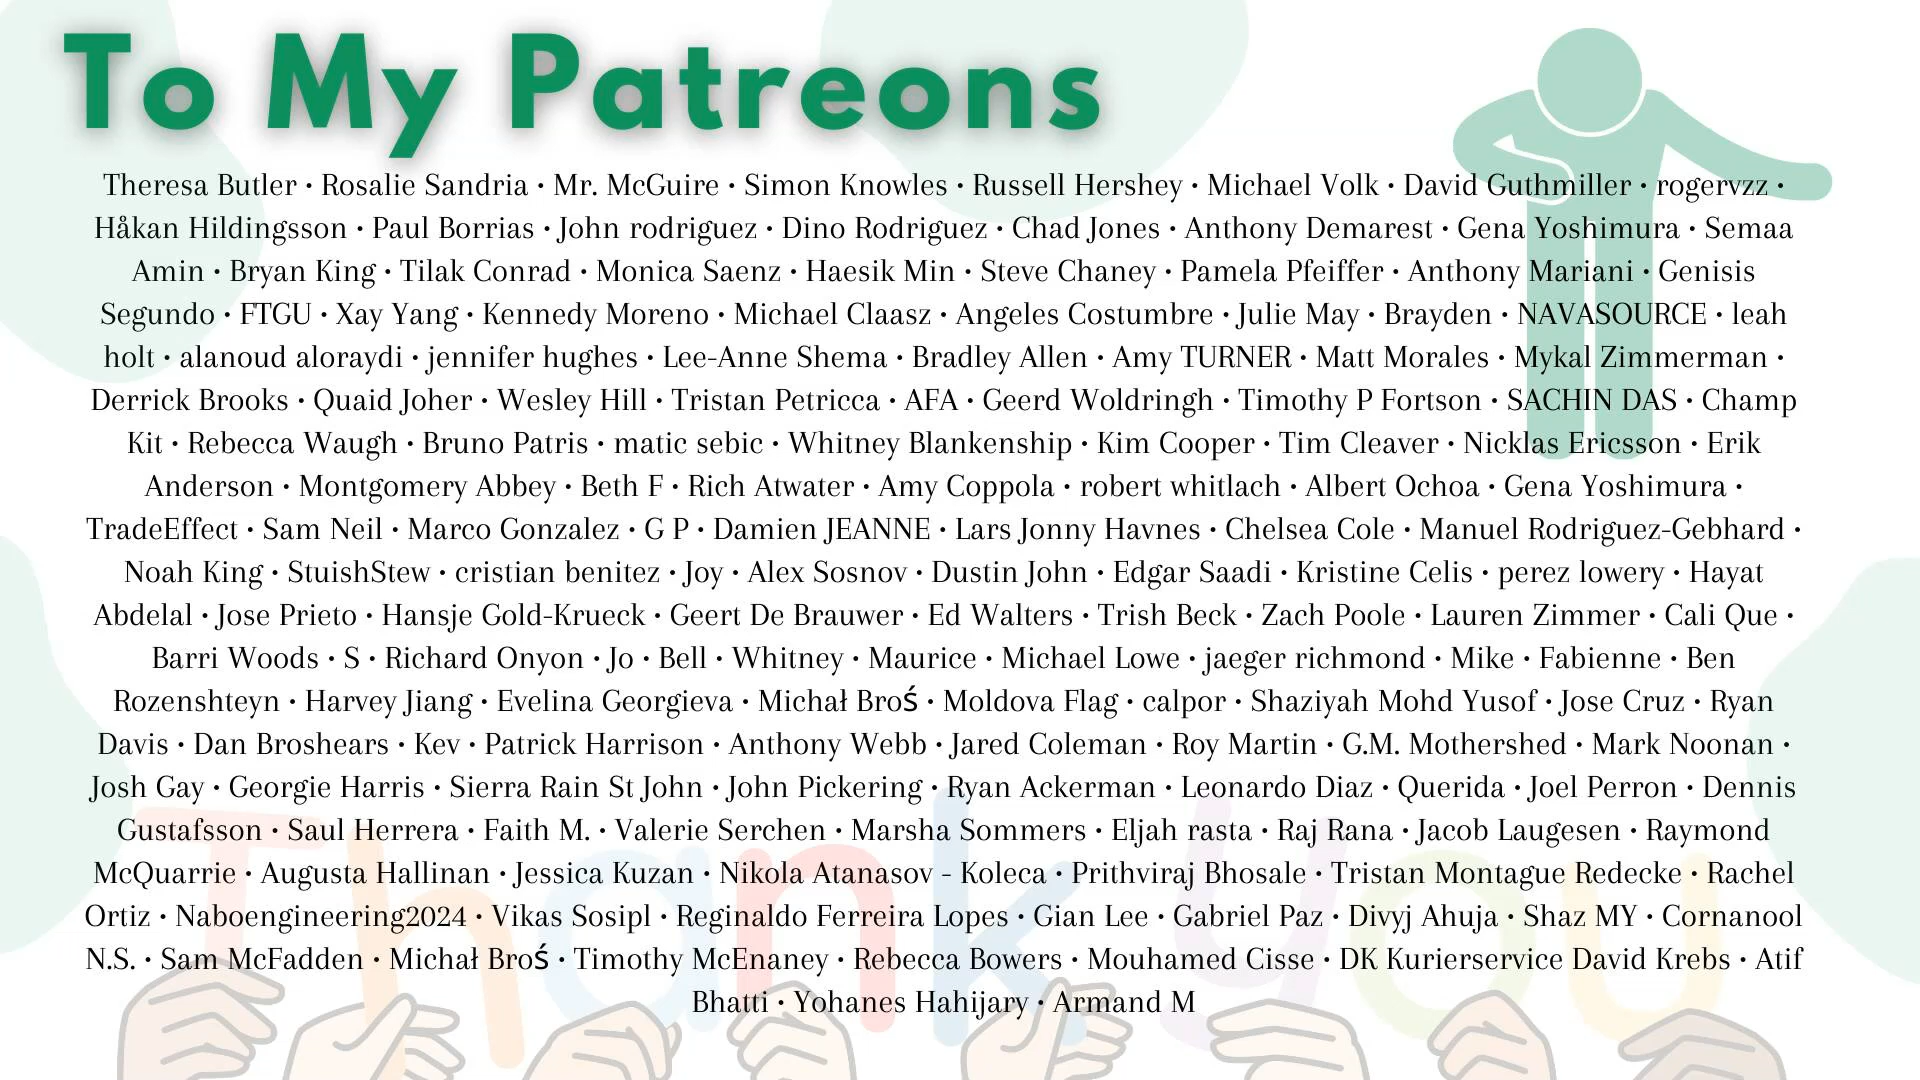 To My Patreons
Theresa Butler • Rosalie Sandria • Mr. McGuire • Simon Knowles • Russell Hershey • Michael Volk • David Guthmiller • rogervzz •
Håkan Hildingsson • Paul Borrias • John rodriguez • Dino Rodriguez • Chad Jones • Anthony Demarest • Gena Yoshimura • Semaa
Amin • Bryan King • Tilak Conrad • Monica Saenz • Haesik Min • Steve Chaney • Pamela Pfeiffer • Anthony Mariani • Genisis
Segundo • FTGU • Xay Yang • Kennedy Moreno • Michael Claasz • Angeles Costumbre • Julie May • Brayden • NAVASOURCE • leah
holt • alanoud aloraydi • jennifer hughes • Lee-Anne Shema • Bradley Allen • Amy TURNER • Matt Morales • Mykal Zimmerman •
Derrick Brooks • Quaid Joher • Wesley Hill • Tristan Petricca • AFA • Geerd Woldringh • Timothy P Fortson • SACHIN DAS • Champ
Kit • Rebecca Waugh • Bruno Patris • matic sebic • Whitney Blankenship • Kim Cooper • Tim Cleaver • Nicklas Ericsson • Erik
Anderson • Montgomery Abbey • Beth F • Rich Atwater • Amy Coppola • robert whitlach • Albert Ochoa • Gena Yoshimura •
TradeEffect • Sam Neil • Marco Gonzalez • G P • Damien JEANNE • Lars Jonny Havnes • Chelsea Cole • Manuel Rodriguez-Gebhard •
Noah King • StuishStew • cristian benitez • Joy • Alex Sosnov • Dustin John • Edgar Saadi • Kristine Celis • perez lowery • Hayat
Abdelal • Jose Prieto • Hansje Gold-Krueck • Geert De Brauwer • Ed Walters • Trish Beck • Zach Poole • Lauren Zimmer • Cali Que •
Barri Woods • S • Richard Onyon • Jo • Bell • Whitney • Maurice • Michael Lowe • jaeger richmond • Mike • Fabienne • Ben
Rozenshteyn • Harvey Jiang • Evelina Georgieva • Michał Broś • Moldova Flag • calpor • Shaziyah Mohd Yusof • Jose Cruz • Ryan
Davis • Dan Broshears • Kev • Patrick Harrison • Anthony Webb • Jared Coleman • Roy Martin • G.M. Mothershed • Mark Noonan •
Josh Gay • Georgie Harris • Sierra Rain St John • John Pickering • Ryan Ackerman • Leonardo Diaz • Querida • Joel Perron • Dennis
Gustafsson • Saul Herrera • Faith M. • Valerie Serchen • Marsha Sommers • Eljah rasta • Raj Rana • Jacob Laugesen • Raymond
McQuarrie • Augusta Hallinan • Jessica Kuzan • Nikola Atanasov - Koleca • Prithviraj Bhosale • Tristan Montague Redecke • Rachel
Ortiz • Naboengineering2024 • Vikas Sosipl • Reginaldo Ferreira Lopes • Gian Lee • Gabriel Paz • Divyj Ahuja • Shaz MY • Cornanool
N.S. • Sam McFadden • Michał Broś • Timothy McEnaney • Rebecca Bowers • Mouhamed Cisse • DK Kurierservice David Krebs • Atif
Bhatti • Yohanes Hahijary • Armand M
Thank you